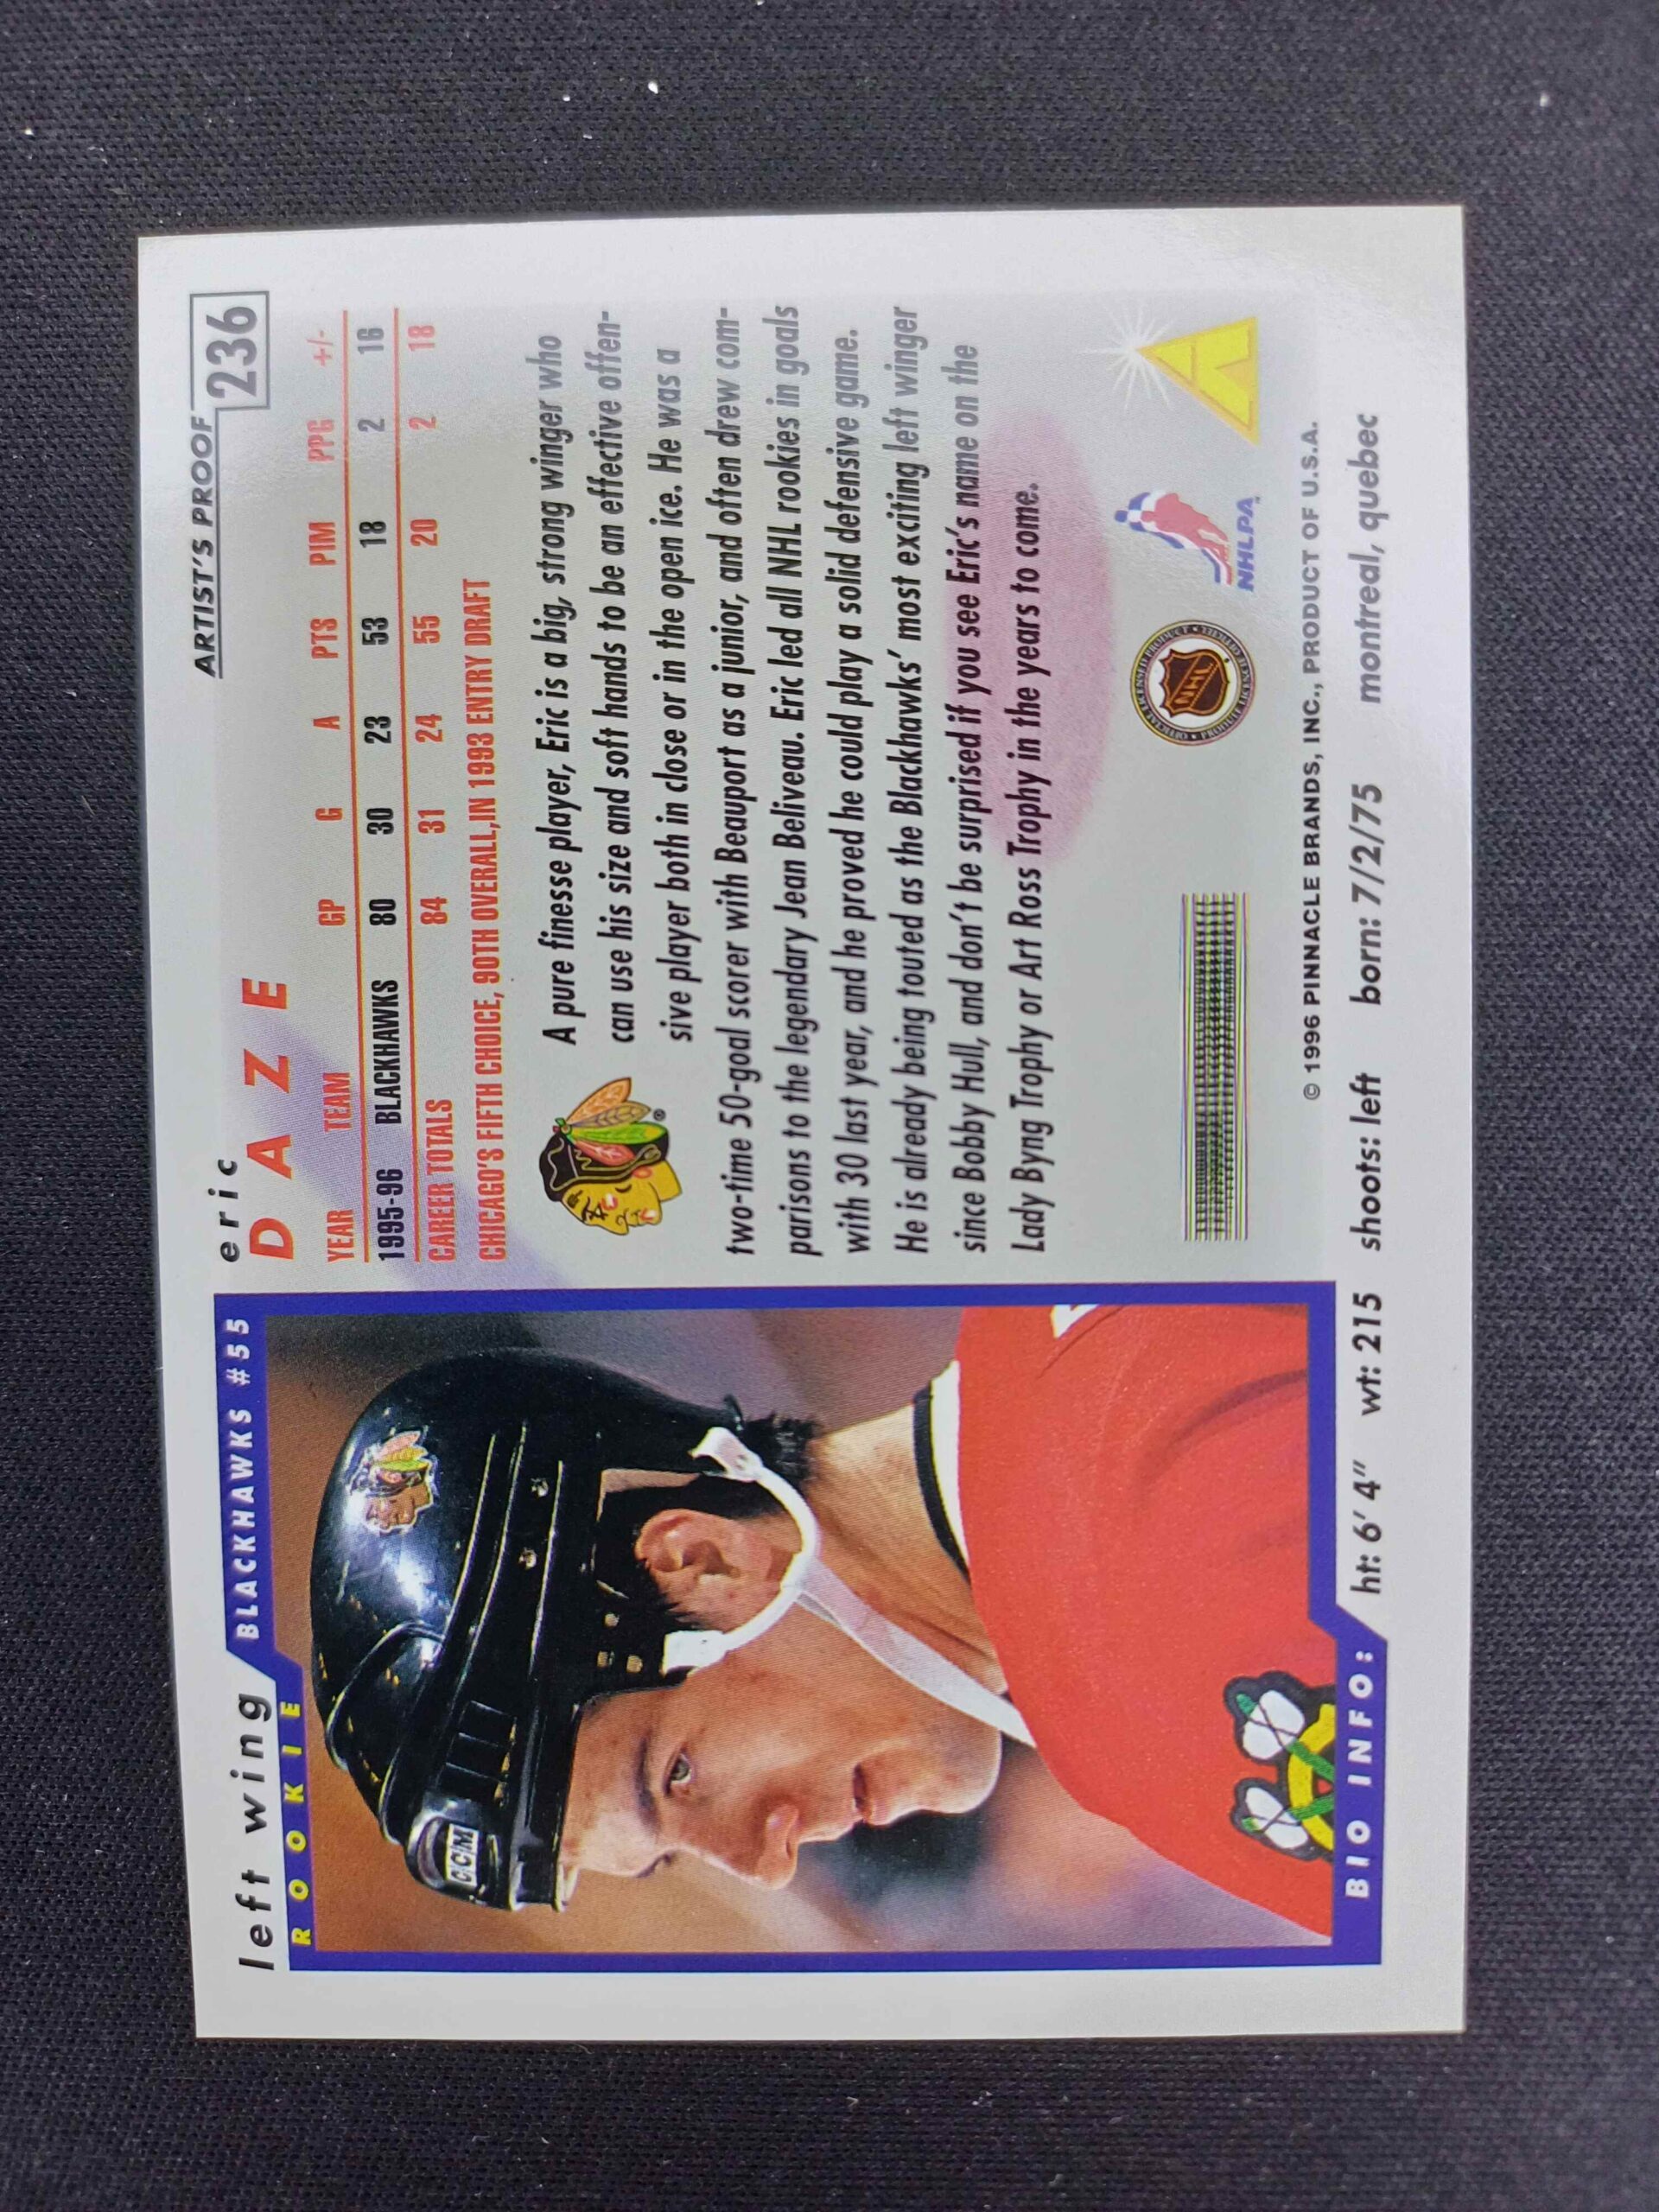 left wing BLACKHAWKS #55
ROOKIE
CCM
eric
DAZE
ARTIST'S PROOF
236
YEAR TEAM GP G A PTS PIM PPG +/-
1995-96 BLACKHAWKS 80 30 23 53 18 2 16
CAREER TOTALS 84 31 24 55 20 2 18
CHICAGO'S FIFTH CHOICE, 90TH OVERALL,IN 1993 ENTRY DRAFT
A pure finesse player, Eric is a big, strong winger who
can use his size and soft hands to be an effective offen-
sive player both in close or in the open ice. He was a
two-time 50-goal scorer with Beauport as a junior, and often drew com-
parisons to the legendary Jean Beliveau. Eric led all NHL rookies in goals
with 30 last year, and he proved he could play a solid defensive game.
He is already being touted as the Blackhawks' most exciting left winger
since Bobby Hull, and don't be surprised if you see Eric's name on the
Lady Byng Trophy or Art Ross Trophy in the years to come.
®
OFFICIAL LICENSED PRODUCT
NHL
NHLPA
© 1996 PINNACLE BRANDS, INC., PRODUCT OF U.S.A.
BIO INFO: ht: 6' 4" wt: 215 shoots: left born: 7/2/75 montreal, quebec